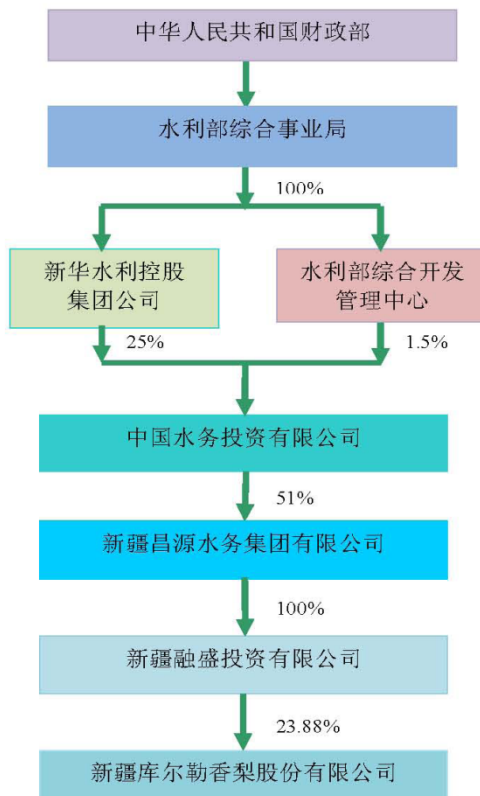 中华人民共和国财政部
水利部综合事业局
100%
新华水利控股
集团公司
水利部综合开发
管理中心
25%
1.5%
中国水务投资有限公司
51%
新疆昌源水务集团有限公司
100%
新疆融盛投资有限公司
23.88%
新疆库尔勒香梨股份有限公司